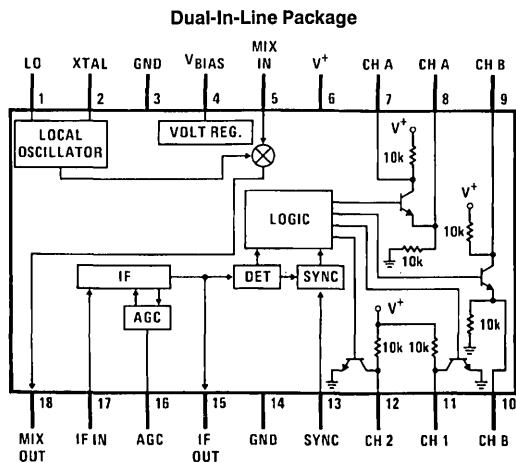 Dual-In-Line Package
LO XTAL GND VBIAS MIX IN V+ CH A CH A CH B
1 2 3 4 5 6 7 8 9
LOCAL OSCILLATOR
VOLT REG.
V+
10k
V+
10k
LOGIC
10k
IF
DET
SYNC
AGC
V+
10k
10k
10k
18 17 16 15 14 13 12 11 10
MIX OUT IF IN AGC IF OUT GND SYNC CH 2 CH 1 CH B